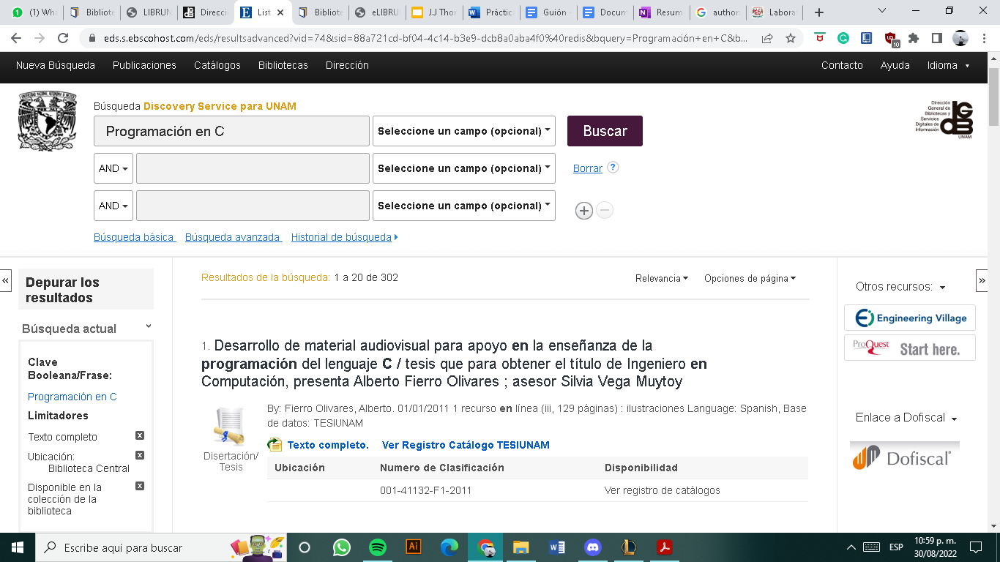 (1) Wha
Bibliote
LIBRUN
Direcci
List
Bibliote
eLIBRU
J.J Thor
Práctic
Guión
Docum
Resum
author
Labora
eds.s.ebscohost.com/eds/resultsadvanced?vid=74&sid=88a721cd-bf04-4c14-b3e9-dcb8a0aba4f0%40redis&bquery=Programación+en+C&b...
10
Nueva Búsqueda Publicaciones Catálogos Bibliotecas Dirección Contacto Ayuda Idioma
Búsqueda Discovery Service para UNAM
Programación en C Seleccione un campo (opcional) Buscar
AND Seleccione un campo (opcional) Borrar ?
AND Seleccione un campo (opcional)
Búsqueda básica Búsqueda avanzada Historial de búsqueda
Dirección
General de
Bibliotecas y
Servicios
Digitales de
Información
UNAM
«
Depurar los
resultados
Búsqueda actual
Clave
Booleana/Frase:
Programación en C
Limitadores
Texto completo
Ubicación:
Biblioteca Central
Disponible en la
colección de la
biblioteca
Resultados de la búsqueda: 1 a 20 de 302 Relevancia Opciones de página
1. Desarrollo de material audiovisual para apoyo en la enseñanza de la
programación del lenguaje C / tesis que para obtener el título de Ingeniero en
Computación, presenta Alberto Fierro Olivares ; asesor Silvia Vega Muytoy
By: Fierro Olivares, Alberto. 01/01/2011 1 recurso en línea (iii, 129 páginas) : ilustraciones Language: Spanish, Base
de datos: TESIUNAM
Disertación/
Tesis
Texto completo. Ver Registro Catálogo TESIUNAM
Ubicación Numero de Clasificación Disponibilidad
001-41132-F1-2011 Ver registro de catálogos
»
Otros recursos:
Engineering Village
ProQuest Start here.
Enlace a Dofiscal
Dofiscal
Escribe aquí para buscar
Ai
ESP
10:59 p. m.
30/08/2022